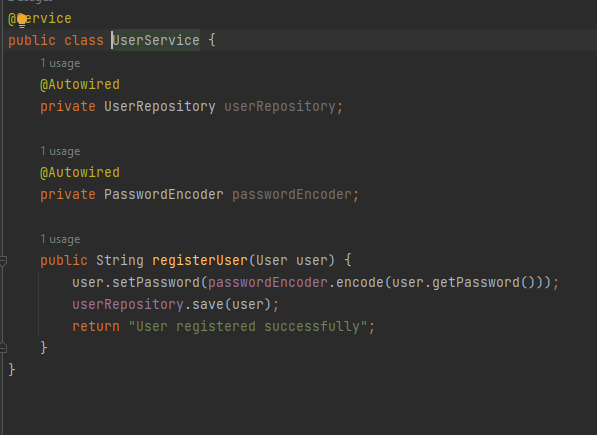 @Service
public class UserService {
1 usage
@Autowired
private UserRepository userRepository;
1 usage
@Autowired
private PasswordEncoder passwordEncoder;
1 usage
public String registerUser(User user) {
user.setPassword(passwordEncoder.encode(user.getPassword()));
userRepository.save(user);
return "User registered successfully";
}
}